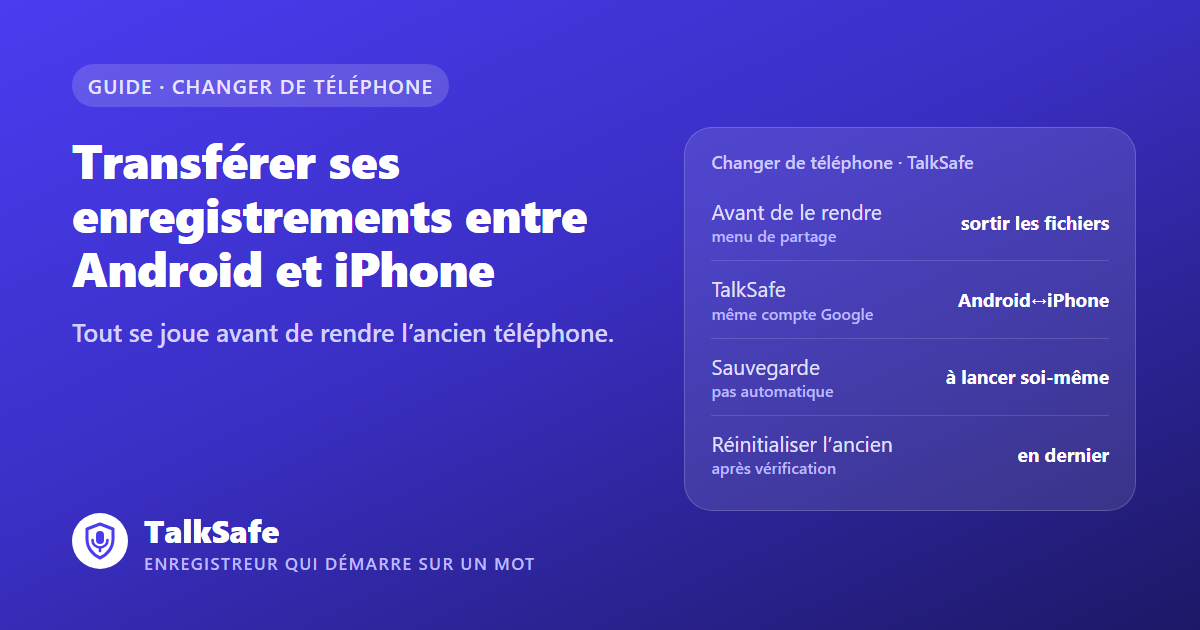 GUIDE · CHANGER DE TÉLÉPHONE
Transférer ses
enregistrements entre
Android et iPhone
Tout se joue avant de rendre l’ancien téléphone.
Changer de téléphone · TalkSafe
Avant de le rendre
menu de partage
sortir les fichiers
TalkSafe
même compte Google
Android↔iPhone
Sauvegarde
pas automatique
à lancer soi-même
Réinitialiser l’ancien
après vérification
en dernier
TalkSafe
ENREGISTREUR QUI DÉMARRE SUR UN MOT